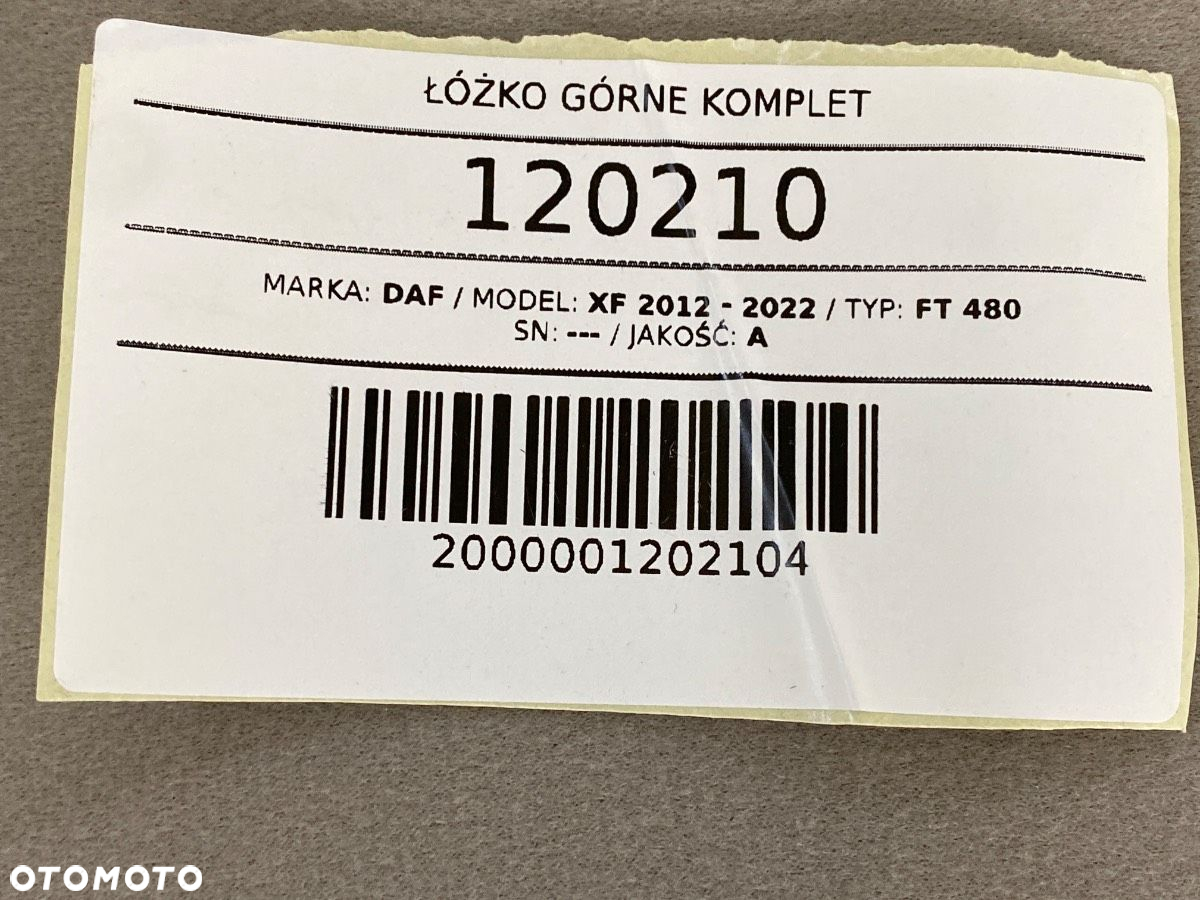 ŁÓŻKO GÓRNE KOMPLET
120210
MARKA: DAF / MODEL: XF 2012 - 2022 / TYP: FT 480
SN: --- / JAKOŚĆ: A
2000001202104
OTOMOTO